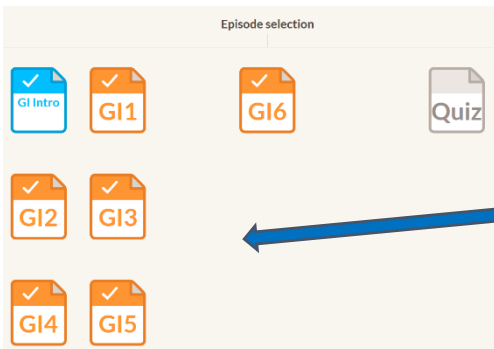 Episode selection
GI Intro
GI1
GI6
Quiz
GI2
GI3
GI4
GI5